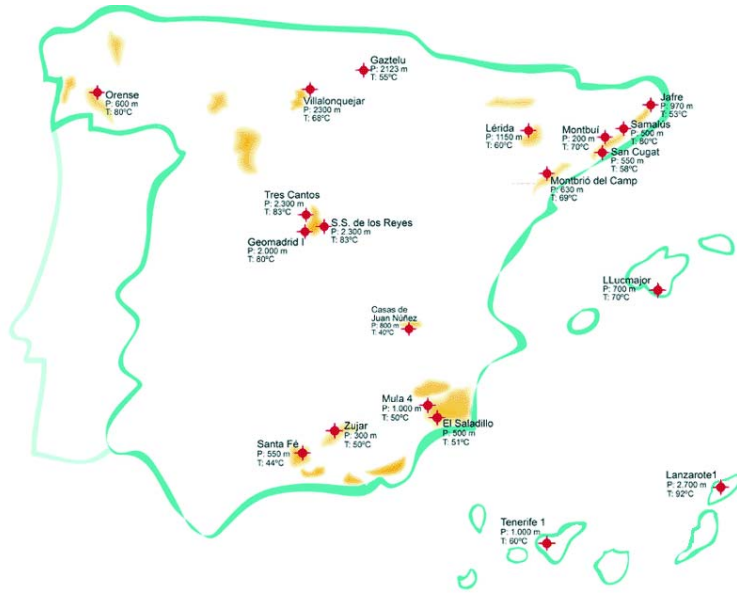 Gaztelu
P: 2123 m
T: 55ºC
Orense
P: 600 m
T: 80ºC
Villalonquejar
P: 2300 m
T: 68ºC
Jafre
P: 970 m
T: 53ºC
Lérida
P: 1150 m
T: 60ºC
Montbuí
P: 200 m
T: 70ºC
Samalús
P: 500 m
T: 80ºC
San Cugat
P: 550 m
T: 58ºC
Montbrió del Camp
P: 630 m
T: 69ºC
Tres Cantos
P: 2.300 m
T: 83ºC
S.S. de los Reyes
P: 2.300 m
T: 83ºC
Geomadrid I
P: 2.000 m
T: 80ºC
LLucmajor
P: 700 m
T: 70ºC
Casas de
Juan Núñez
P: 800 m
T: 40ºC
Mula 4
P: 1.000 m
T: 50ºC
El Saladillo
P: 500 m
T: 51ºC
Zujar
P: 300 m
T: 50ºC
Santa Fé
P: 550 m
T: 44ºC
Lanzarote1
P: 2.700 m
T: 92ºC
Tenerife 1
P: 1.000 m
T: 60ºC